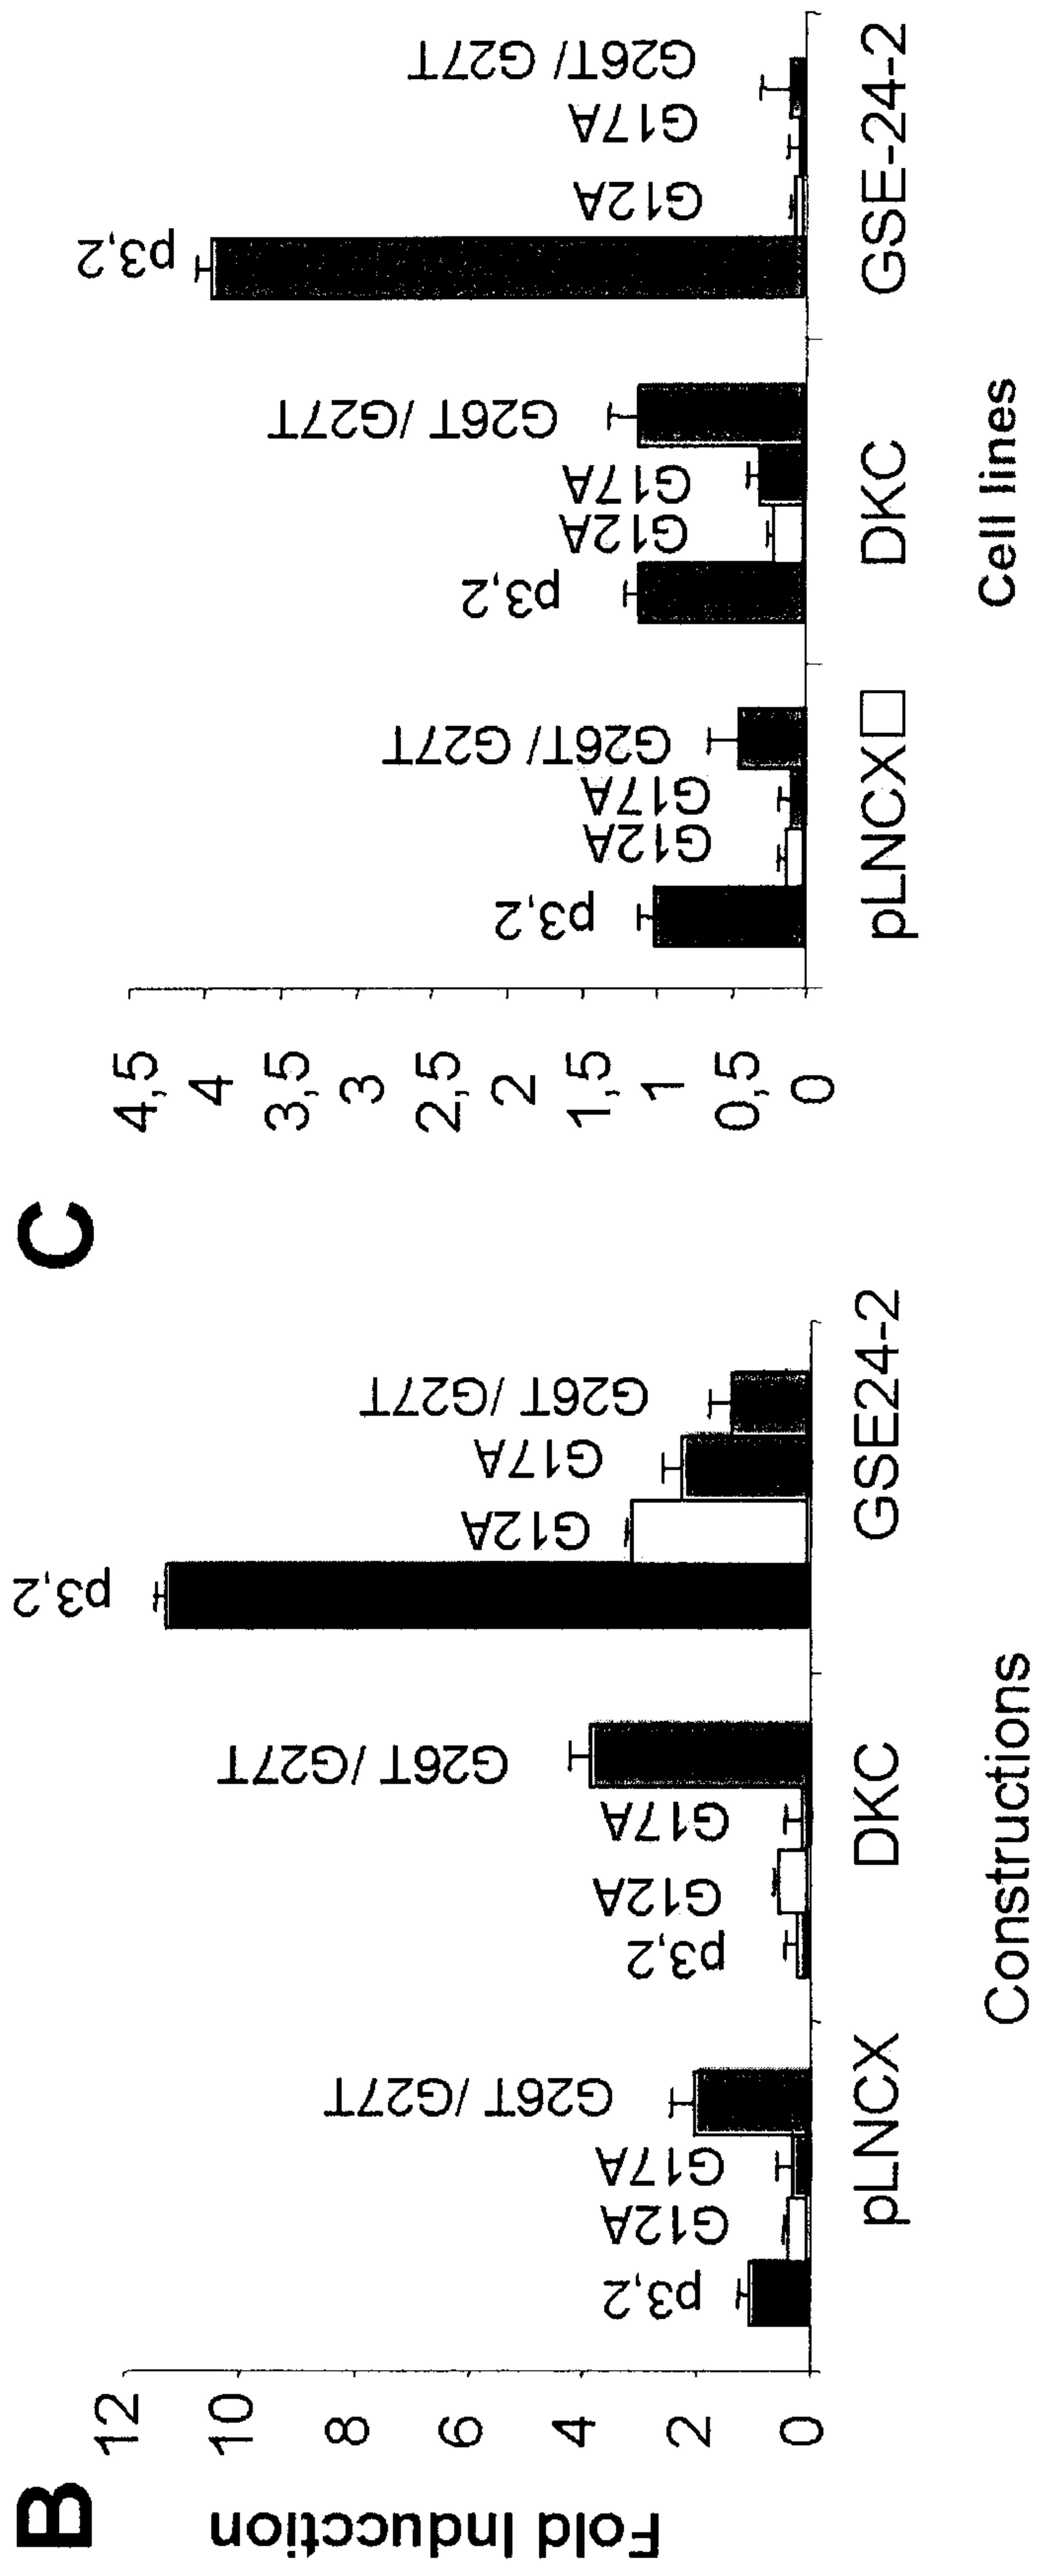 B
Fold Inducction
12
10
8
6
4
2
0
p3,2
G12A
G17A
G26T /G27T
p3,2
G12A
G17A
G26T /G27T
p3,2
G12A
G17A
G26T /G27T
pLNCX
DKC
GSE24-2
Constructions
C
4,5
4
3,5
3
2,5
2
1,5
1
0,5
0
p3,2
G12A
G17A
G26T/ G27T
p3,2
G12A
G17A
G26T /G27T
p3,2
G12A
G17A
G26T/ G27T
pLNCX□
DKC
GSE-24-2
Cell lines